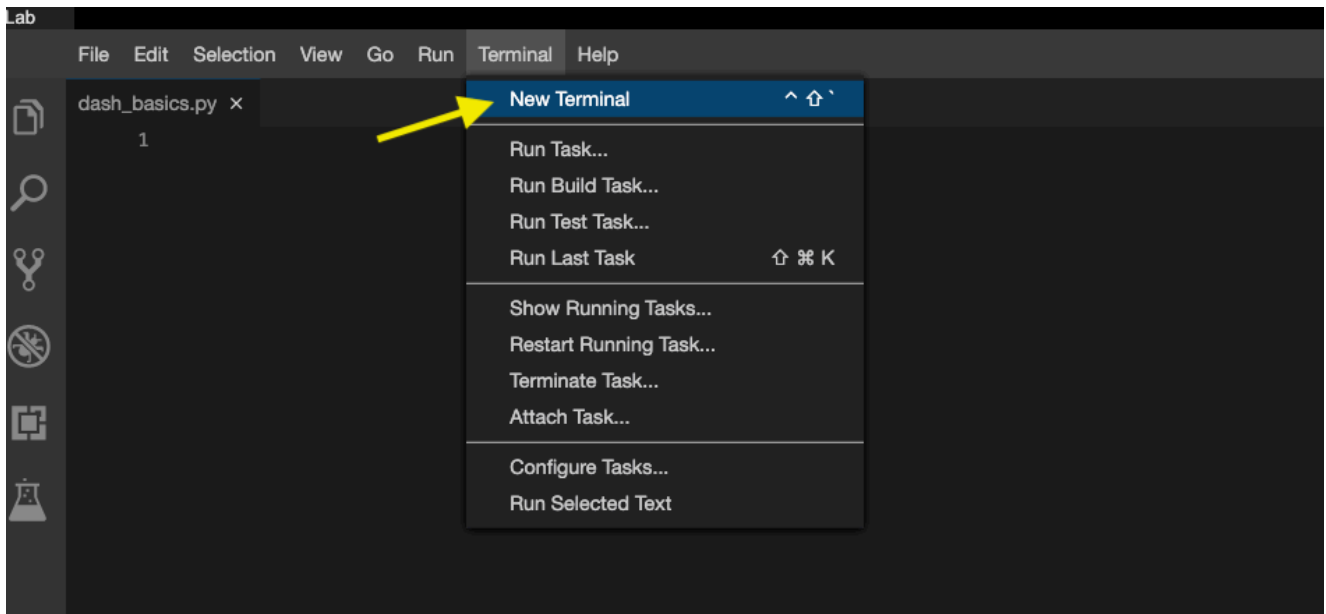 Lab
File Edit Selection View Go Run Terminal Help
dash_basics.py ×
1
New Terminal ^ ⇧ `
Run Task...
Run Build Task...
Run Test Task...
Run Last Task ⇧ ⌘ K
Show Running Tasks...
Restart Running Task...
Terminate Task...
Attach Task...
Configure Tasks...
Run Selected Text